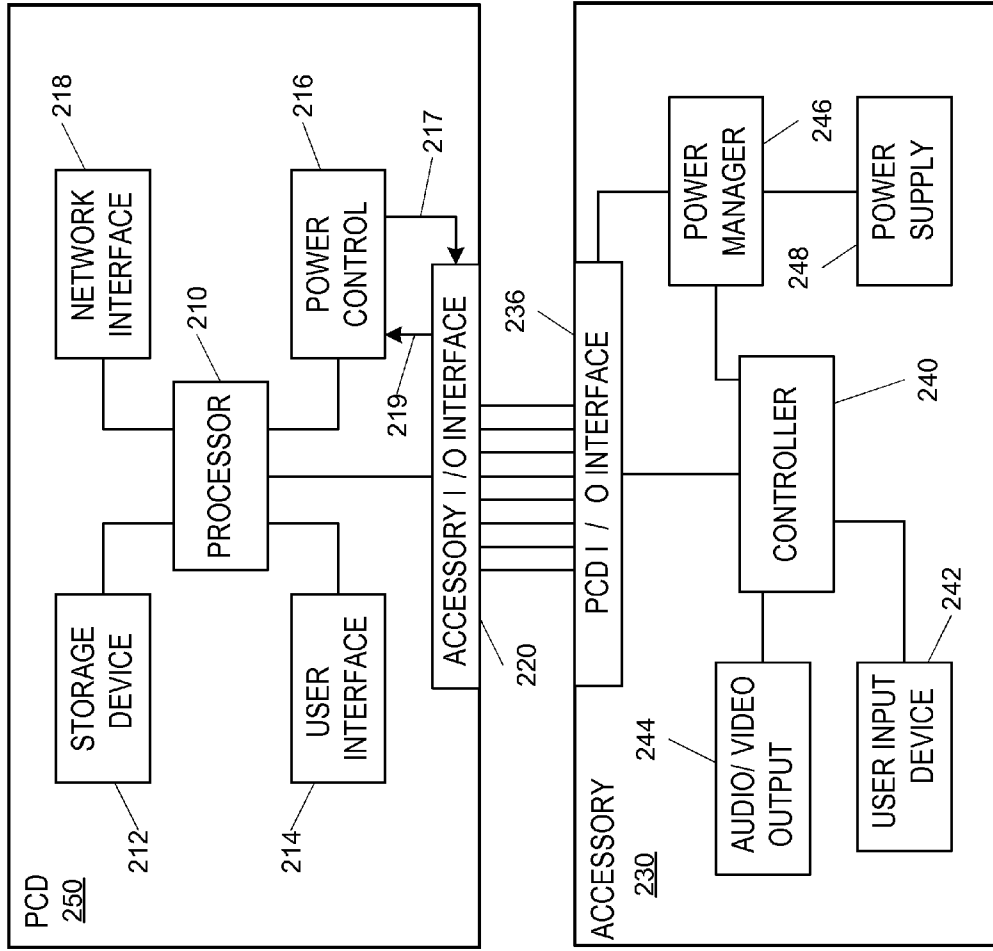 PCD
250
STORAGE
DEVICE
212
NETWORK
INTERFACE
218
PROCESSOR
210
USER
INTERFACE
214
POWER
CONTROL
216
217
219
ACCESSORY I /O INTERFACE
220
ACCESSORY
230
PCD I / O INTERFACE
236
AUDIO/ VIDEO
OUTPUT
244
CONTROLLER
240
POWER
MANAGER
246
USER INPUT
DEVICE
242
POWER
SUPPLY
248